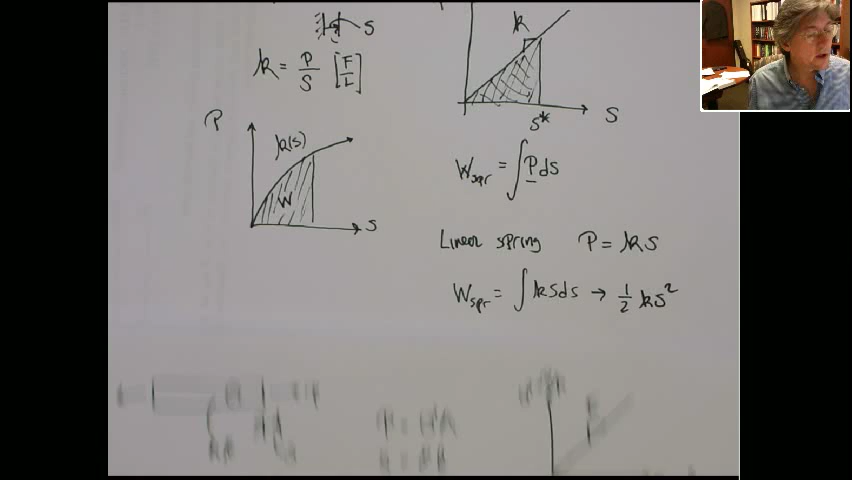 S
k = P/S [F/L]
k
S* S
P
k(s)
W
S
W_spr = ∫ P ds
Linear spring P = kS
W_spr = ∫ kS ds → 1/2 kS²